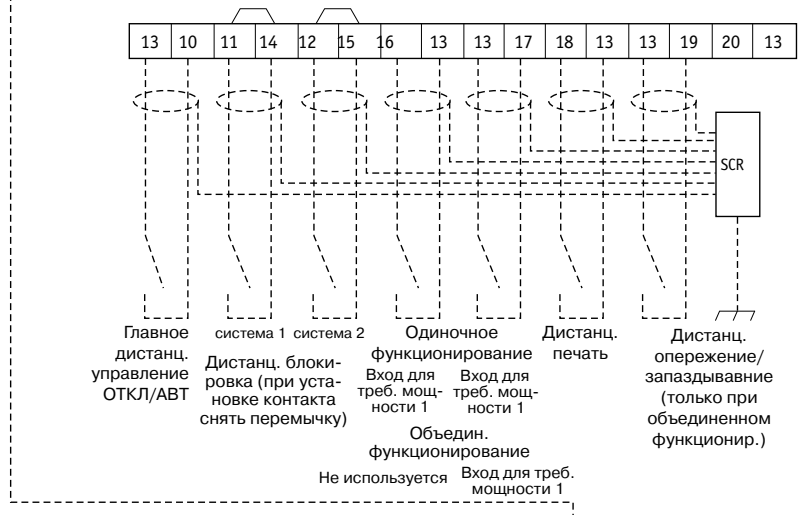 13 10 11 14 12 15 16 13 13 17 18 13 13 19 20 13
SCR
Главное
дистанц.
управление
ОТКЛ/АВТ
система 1 система 2
Дистанц. блоки-
ровка (при уста-
новке контакта
снять перемычку)
Одиночное
функционирование
Вход для
треб. мощ-
ности 1
Вход для
треб. мощ-
ности 1
Объедин.
функционирование
Не используется
Вход для треб.
мощности 1
Дистанц.
печать
Дистанц.
опережение/
запаздывавние
(только при
объединенном
функционир.)